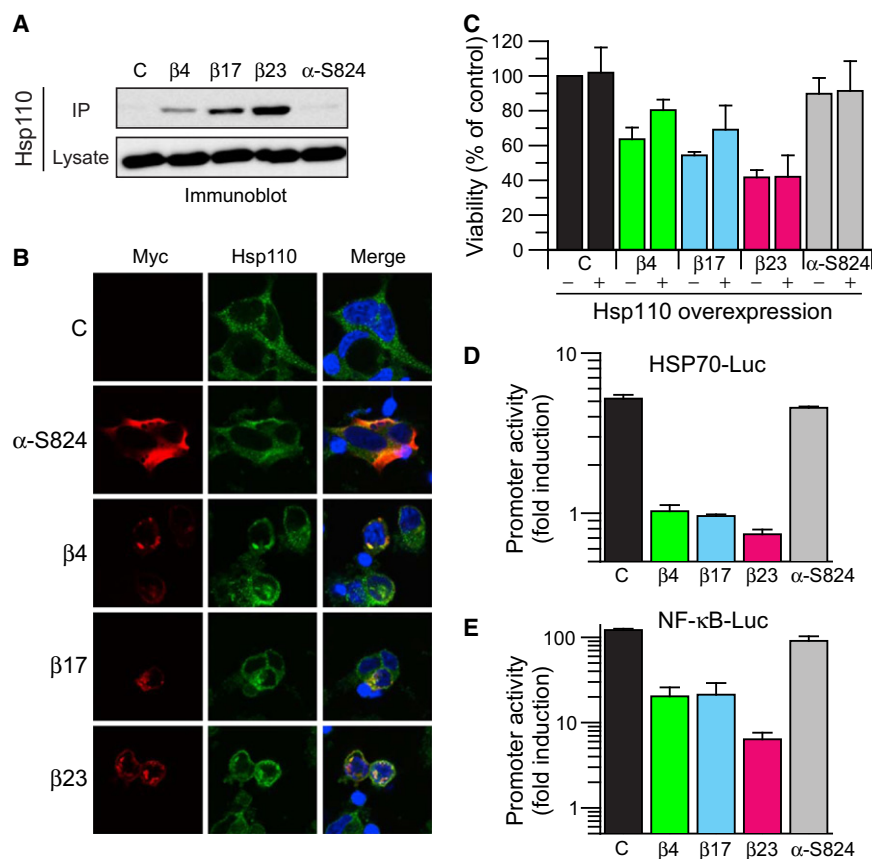 A
C β4 β17 β23 α-S824
Hsp110
IP
Lysate
Immunoblot
B
Myc Hsp110 Merge
C
α-S824
β4
β17
β23
C
Viability (% of control)
120
100
80
60
40
20
0
C β4 β17 β23 α-S824
− + − + − + − + − +
Hsp110 overexpression
D
HSP70-Luc
Promoter activity
(fold induction)
10
1
C β4 β17 β23 α-S824
E
NF-κB-Luc
Promoter activity
(fold induction)
100
10
1
C β4 β17 β23 α-S824